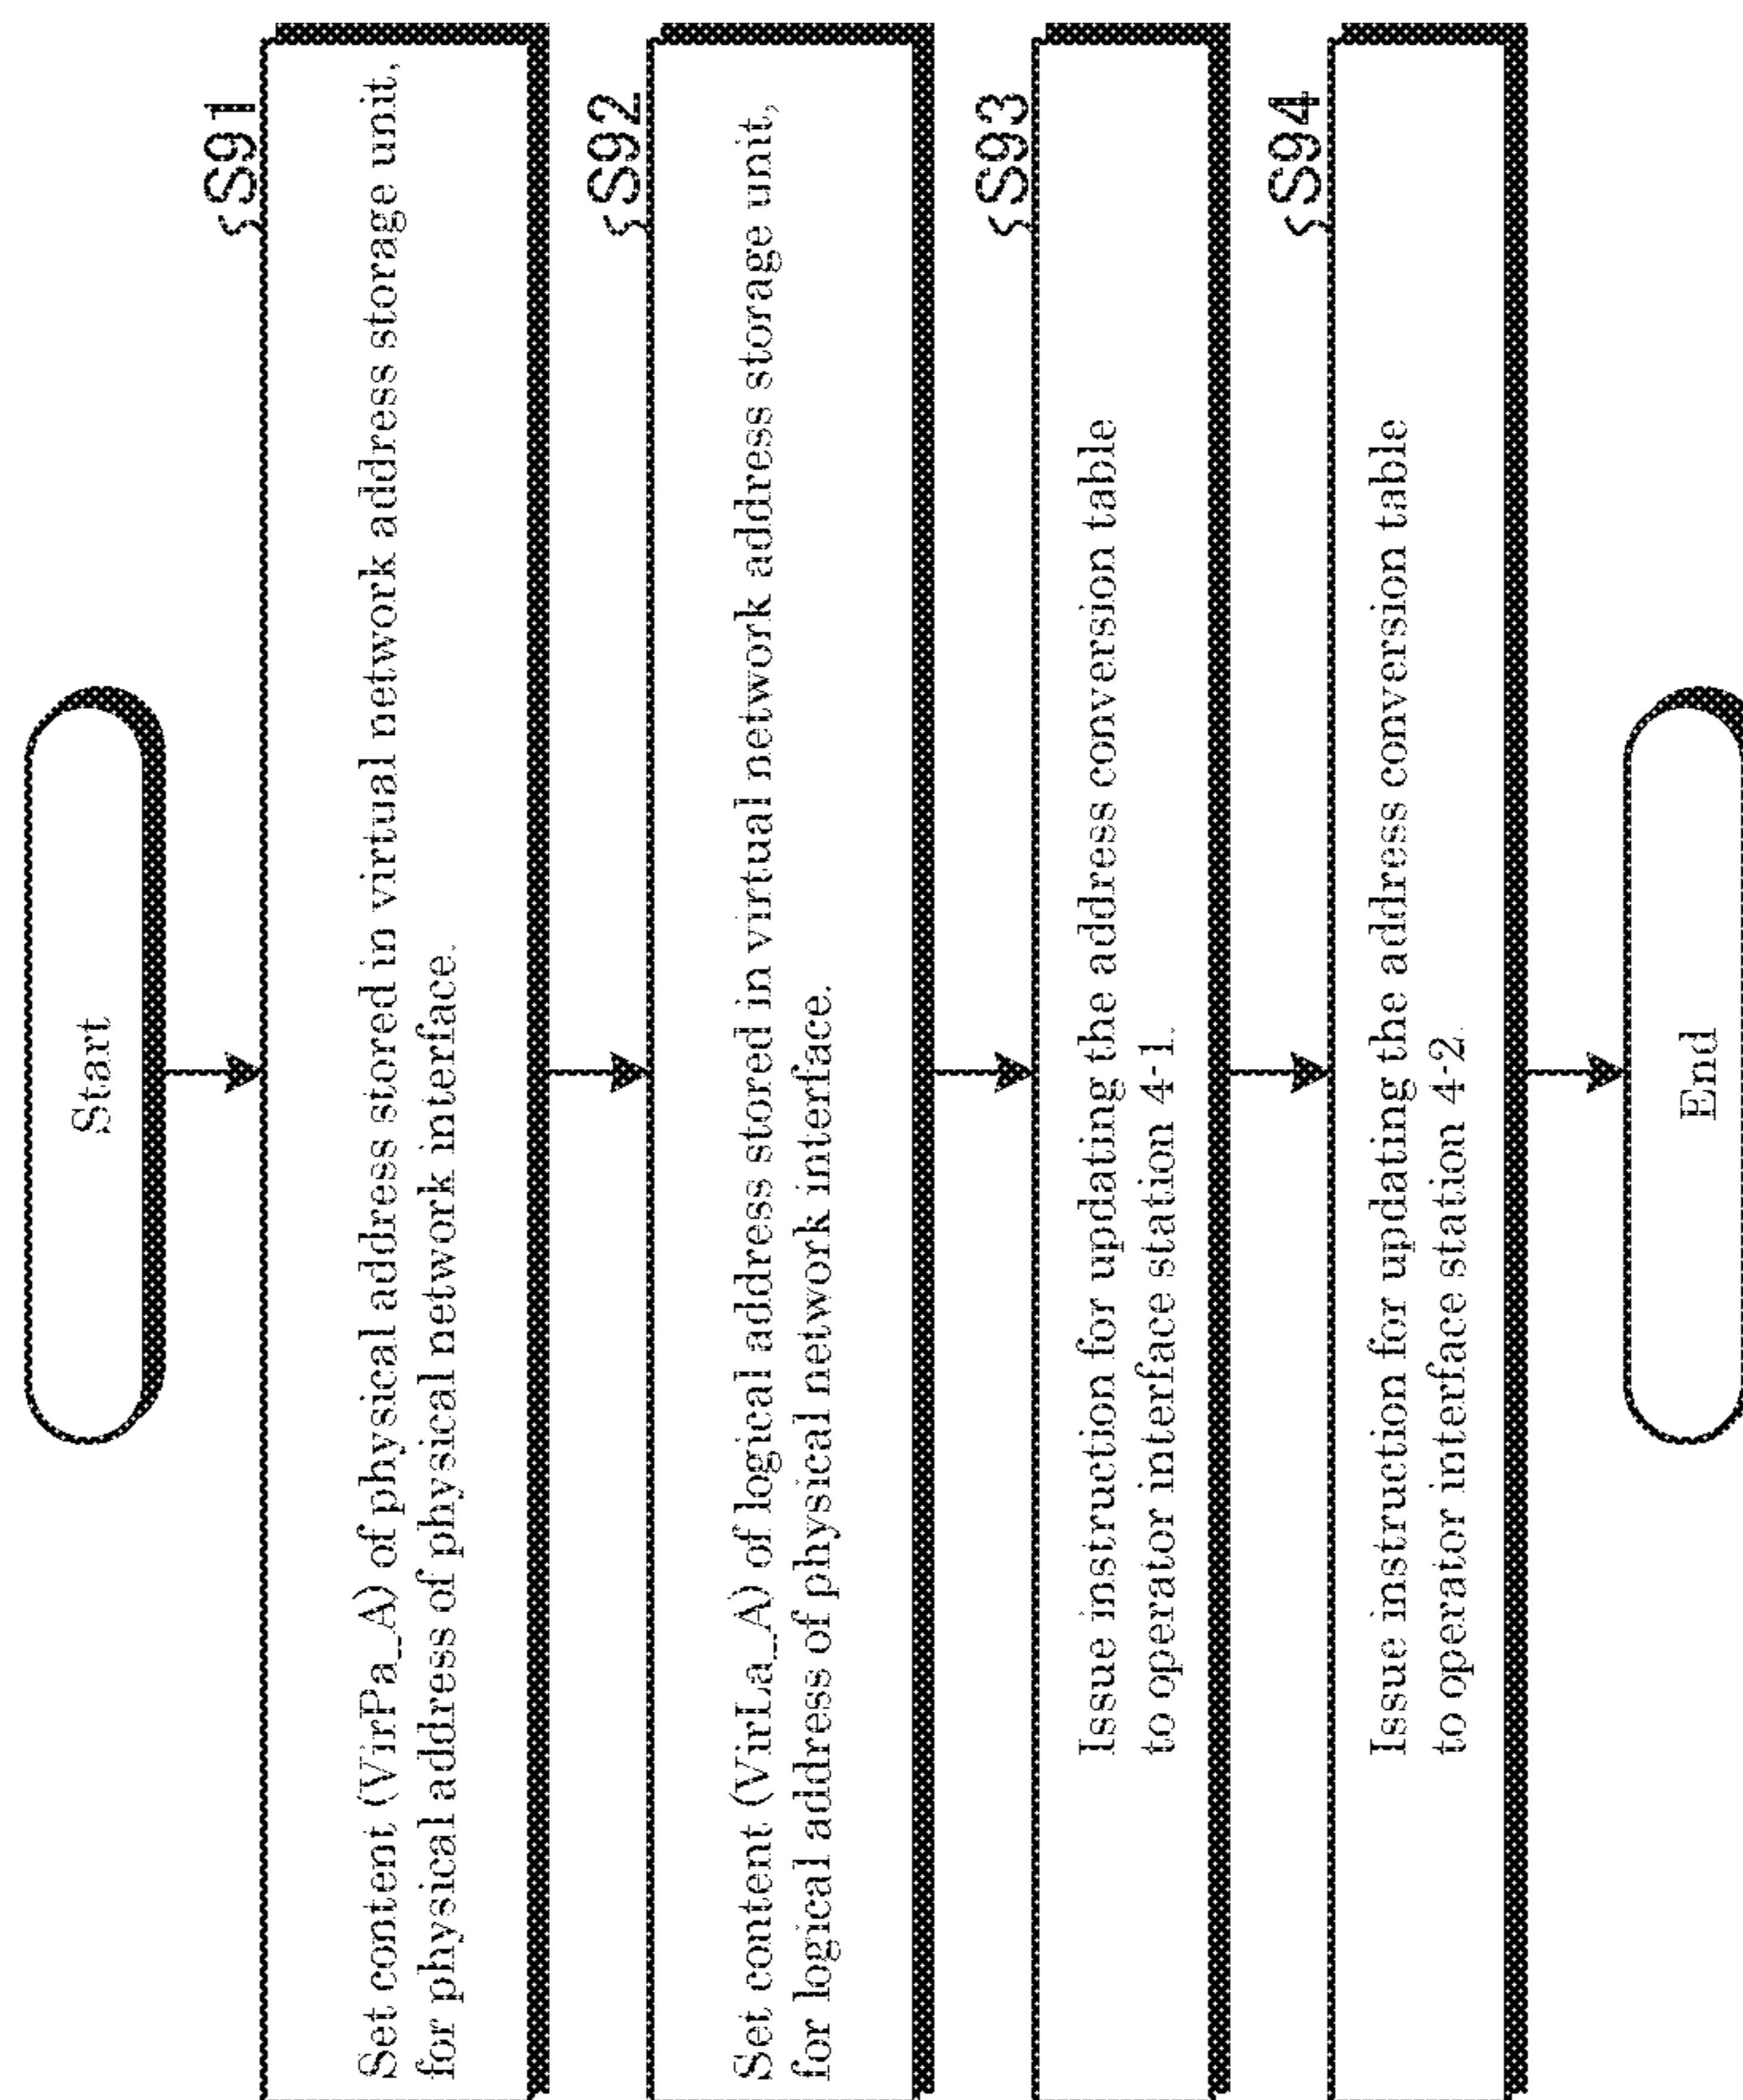 Start
S91
Set content (VirPa_A) of physical address stored in virtual network address storage unit,
for physical address of physical network interface.
S92
Set content (VirLa_A) of logical address stored in virtual network address storage unit,
for logical address of physical network interface.
S93
Issue instruction for updating the address conversion table
to operator interface station 4-1.
S94
Issue instruction for updating the address conversion table
to operator interface station 4-2.
End